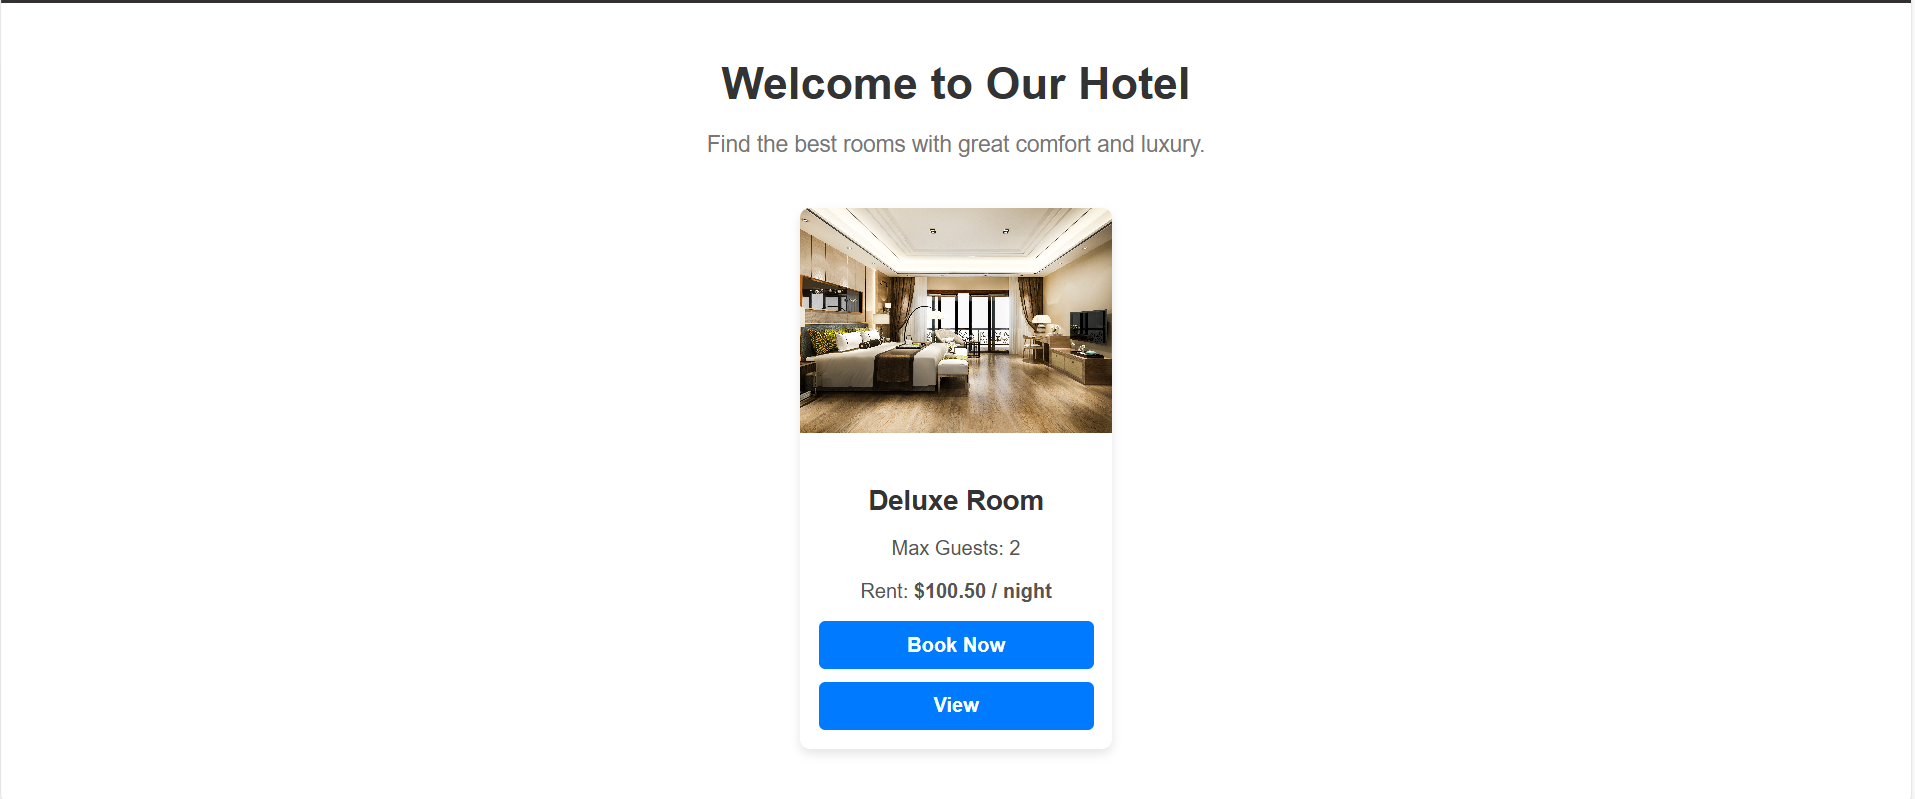 Welcome to Our Hotel
Find the best rooms with great comfort and luxury.
Deluxe Room
Max Guests: 2
Rent: $100.50 / night
Book Now
View